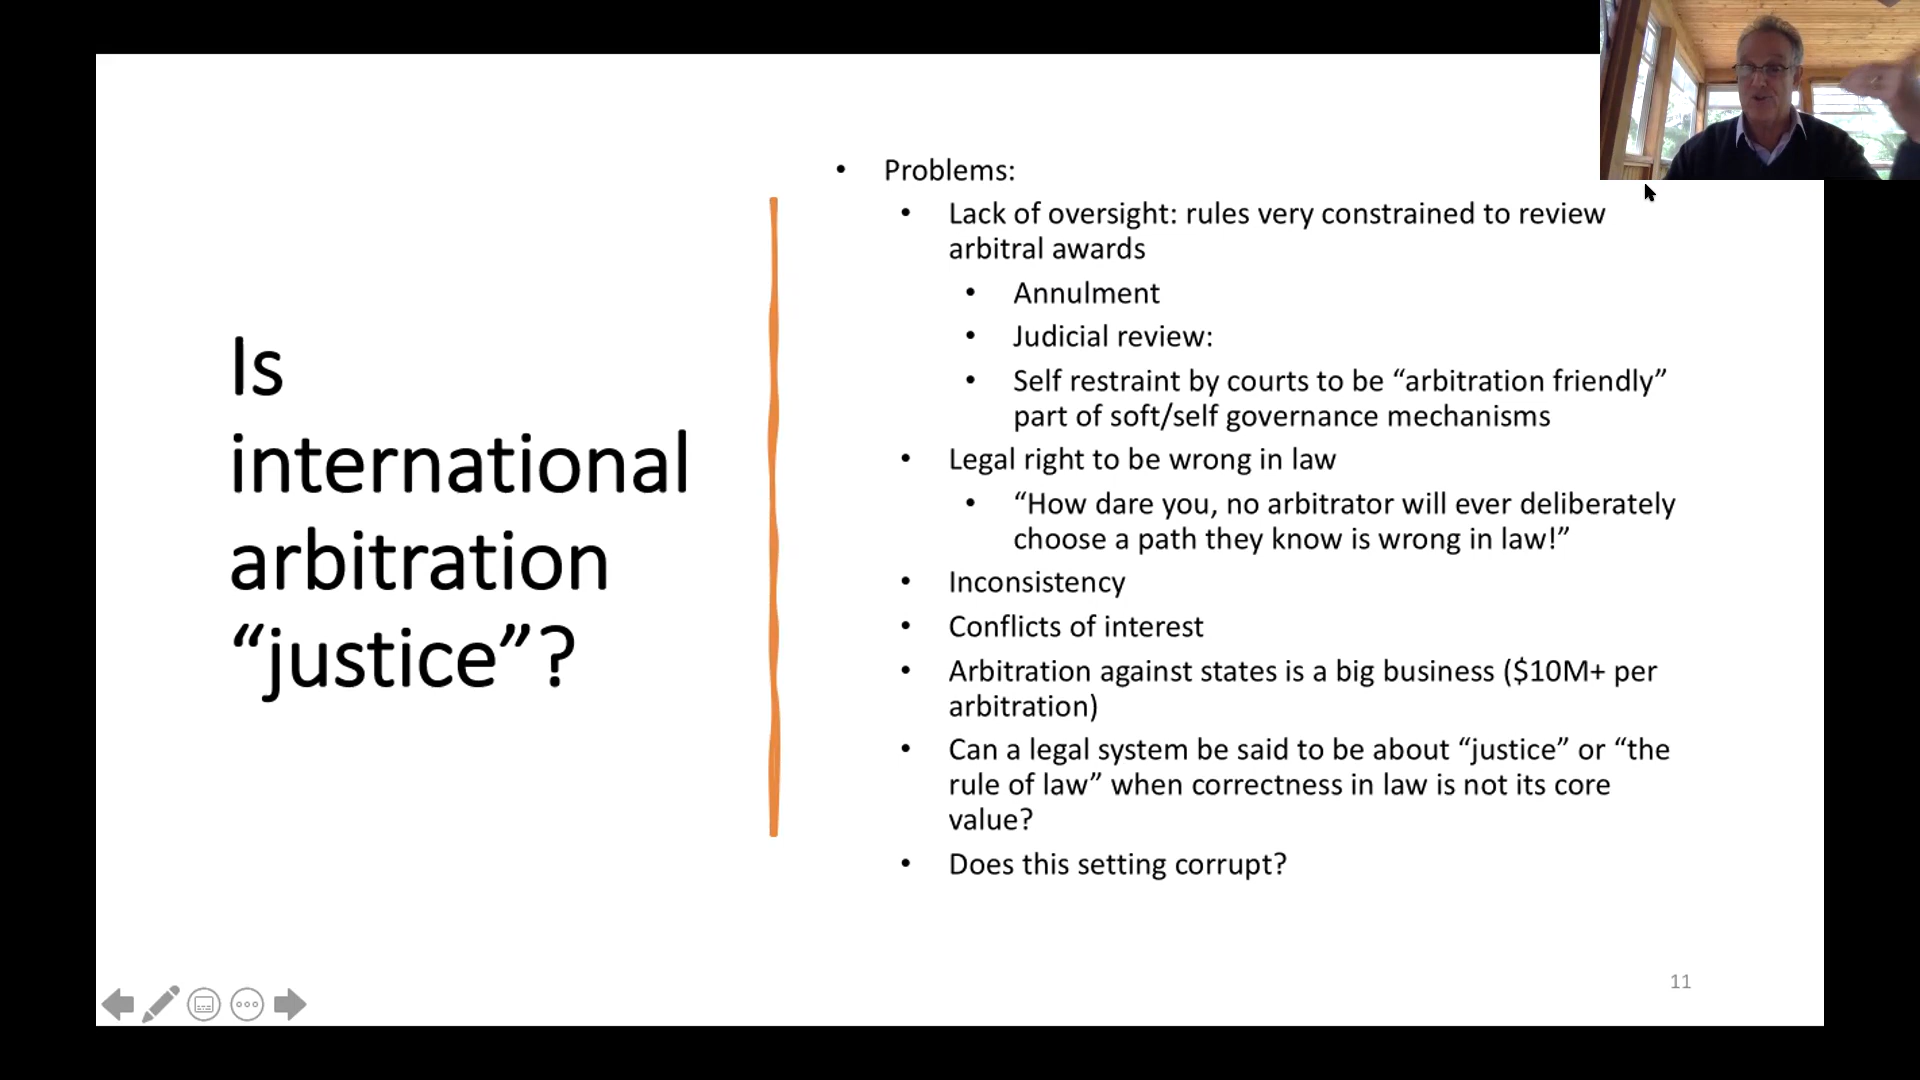 Is
international
arbitration
“justice”?
• Problems:
• Lack of oversight: rules very constrained to review
arbitral awards
• Annulment
• Judicial review:
• Self restraint by courts to be “arbitration friendly”
part of soft/self governance mechanisms
• Legal right to be wrong in law
• “How dare you, no arbitrator will ever deliberately
choose a path they know is wrong in law!”
• Inconsistency
• Conflicts of interest
• Arbitration against states is a big business ($10M+ per
arbitration)
• Can a legal system be said to be about “justice” or “the
rule of law” when correctness in law is not its core
value?
• Does this setting corrupt?
11